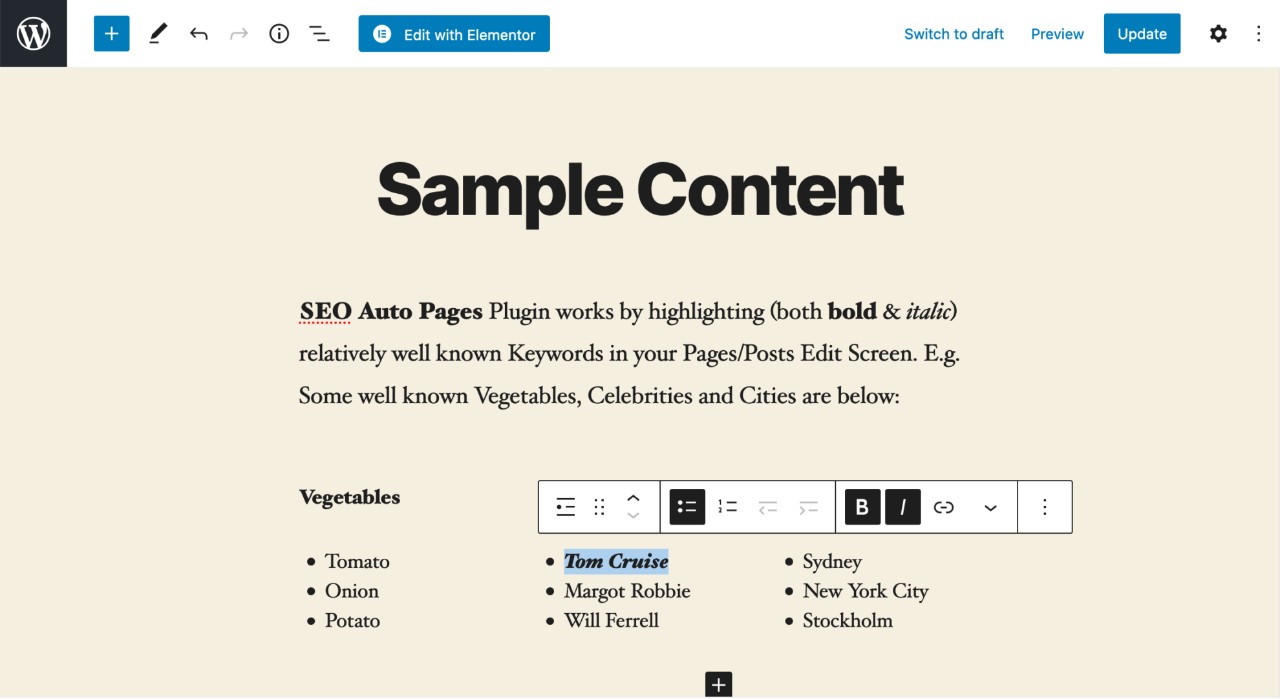 Edit with Elementor
Switch to draft
Preview
Update
Sample Content
SEO Auto Pages Plugin works by highlighting (both bold & italic)
relatively well known Keywords in your Pages/Posts Edit Screen. E.g.
Some well known Vegetables, Celebrities and Cities are below:
Vegetables
B I
Tomato
Onion
Potato
Tom Cruise
Margot Robbie
Will Ferrell
Sydney
New York City
Stockholm